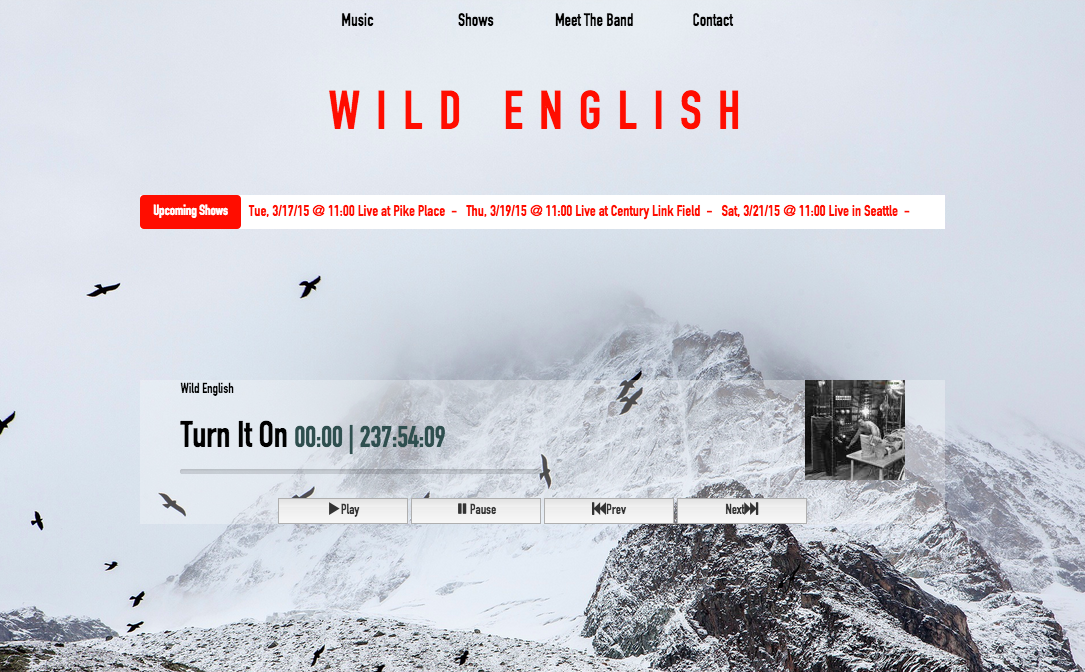 Music Shows Meet The Band Contact
WILD ENGLISH
Upcoming Shows Tue, 3/17/15 @ 11:00 Live at Pike Place - Thu, 3/19/15 @ 11:00 Live at Century Link Field - Sat, 3/21/15 @ 11:00 Live in Seattle -
Wild English
Turn It On 00:00 | 237:54:09
Play Pause Prev Next